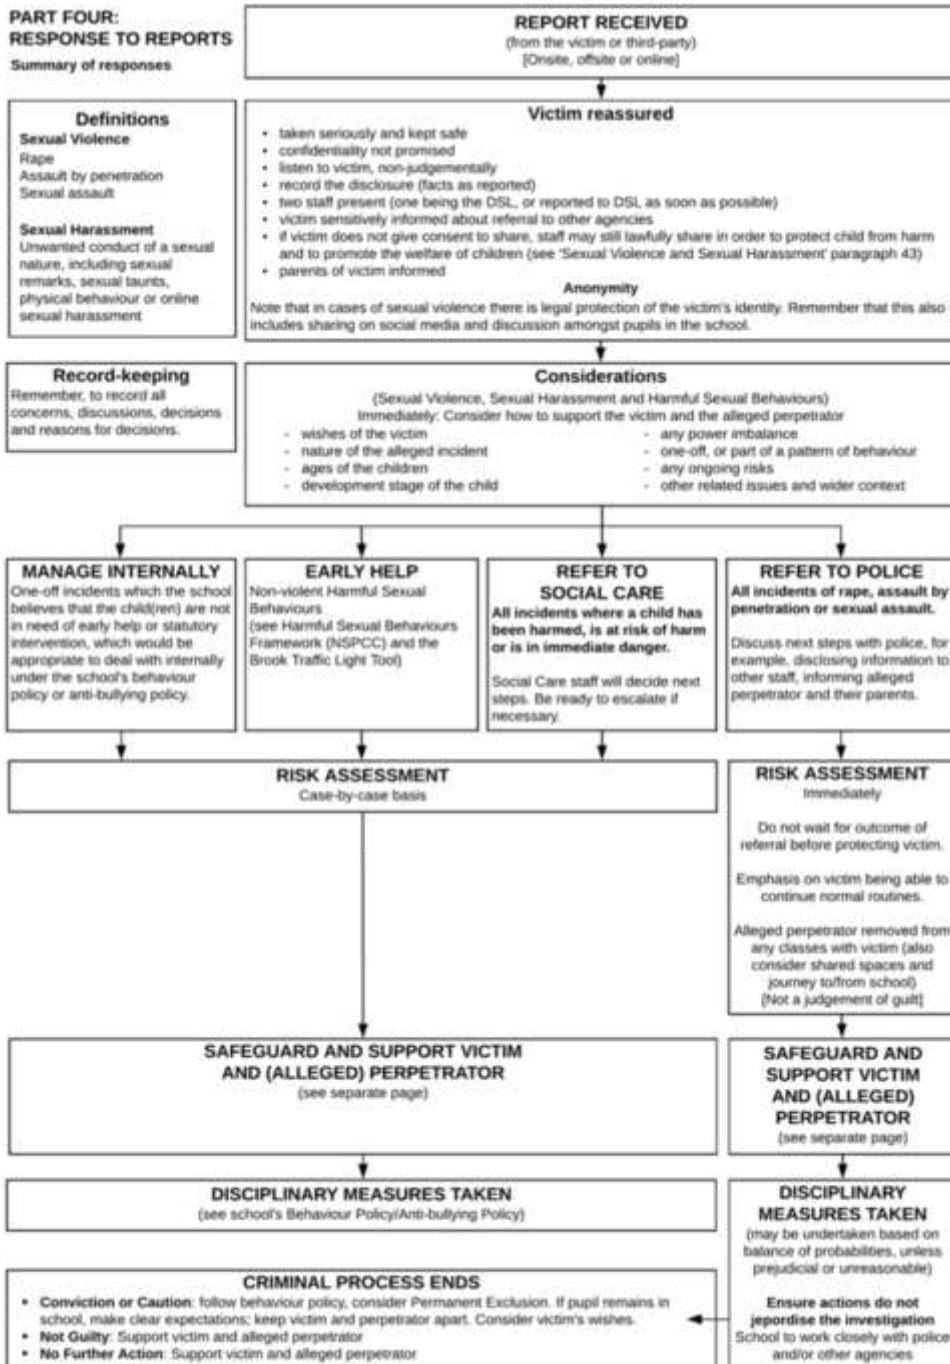 PART FOUR:
RESPONSE TO REPORTS
Summary of responses
REPORT RECEIVED
(from the victim or third-party)
[Onsite, offsite or online]
Definitions
Sexual Violence
Rape
Assault by penetration
Sexual assault
Sexual Harassment
Unwanted conduct of a sexual
nature, including sexual
remarks, sexual taunts,
physical behaviour or online
sexual harassment
Victim reassured
• taken seriously and kept safe
• confidentiality not promised
• listen to victim, non-judgementally
• record the disclosure (facts as reported)
• two staff present (one being the DSL, or reported to DSL as soon as possible)
• victim sensitively informed about referral to other agencies
• if victim does not give consent to share, staff may still lawfully share in order to protect child from harm
and to promote the welfare of children (see 'Sexual Violence and Sexual Harassment' paragraph 43)
• parents of victim informed
Anonymity
Note that in cases of sexual violence there is legal protection of the victim's identity. Remember that this also
includes sharing on social media and discussion amongst pupils in the school.
Record-keeping
Remember, to record all
concerns, discussions, decisions
and reasons for decisions.
Considerations
(Sexual Violence, Sexual Harassment and Harmful Sexual Behaviours)
Immediately: Consider how to support the victim and the alleged perpetrator
- wishes of the victim
- nature of the alleged incident
- ages of the children
- development stage of the child
- any power imbalance
- one-off, or part of a pattern of behaviour
- any ongoing risks
- other related issues and wider context
MANAGE INTERNALLY
One-off incidents which the school
believes that the child(ren) are not
in need of early help or statutory
intervention, which would be
appropriate to deal with internally
under the school's behaviour
policy or anti-bullying policy.
EARLY HELP
Non-violent Harmful Sexual
Behaviours
(see Harmful Sexual Behaviours
Framework (NSPCC) and the
Brook Traffic Light Tool)
REFER TO
SOCIAL CARE
All incidents where a child has
been harmed, is at risk of harm
or is in immediate danger.
Social Care staff will decide next
steps. Be ready to escalate if
necessary.
REFER TO POLICE
All incidents of rape, assault by
penetration or sexual assault.
Discuss next steps with police, for
example, disclosing information to
other staff, informing alleged
perpetrator and their parents.
RISK ASSESSMENT
Case-by-case basis
RISK ASSESSMENT
Immediately
Do not wait for outcome of
referral before protecting victim.
Emphasis on victim being able to
continue normal routines.
Alleged perpetrator removed from
any classes with victim (also
consider shared spaces and
journey to/from school)
[Not a judgement of guilt]
SAFEGUARD AND SUPPORT VICTIM
AND (ALLEGED) PERPETRATOR
(see separate page)
SAFEGUARD AND
SUPPORT VICTIM
AND (ALLEGED)
PERPETRATOR
(see separate page)
DISCIPLINARY MEASURES TAKEN
(see school's Behaviour Policy/Anti-bullying Policy)
DISCIPLINARY
MEASURES TAKEN
(may be undertaken based on
balance of probabilities, unless
prejudicial or unreasonable)
Ensure actions do not
jepordise the investigation
School to work closely with police
and/or other agencies
CRIMINAL PROCESS ENDS
• Conviction or Caution: follow behaviour policy, consider Permanent Exclusion. If pupil remains in
school, make clear expectations; keep victim and perpetrator apart. Consider victim's wishes.
• Not Guilty: Support victim and alleged perpetrator
• No Further Action: Support victim and alleged perpetrator